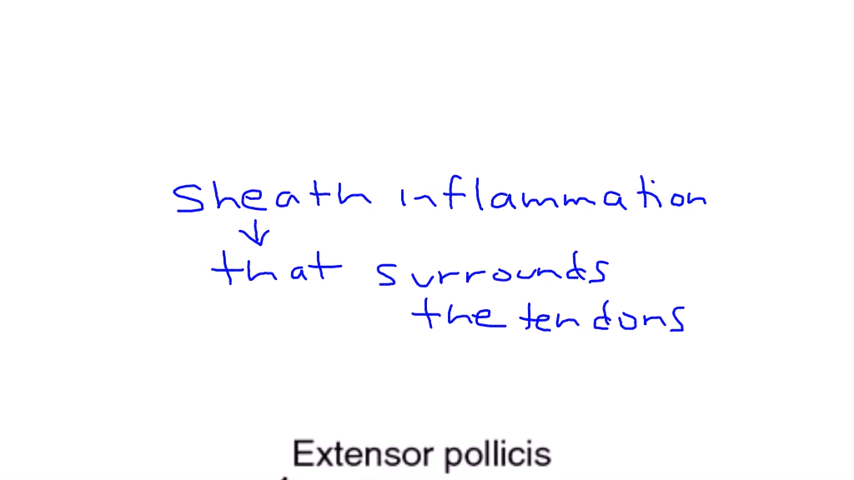 Sheath inflammation
↓
that surrounds
the tendons
Extensor pollicis